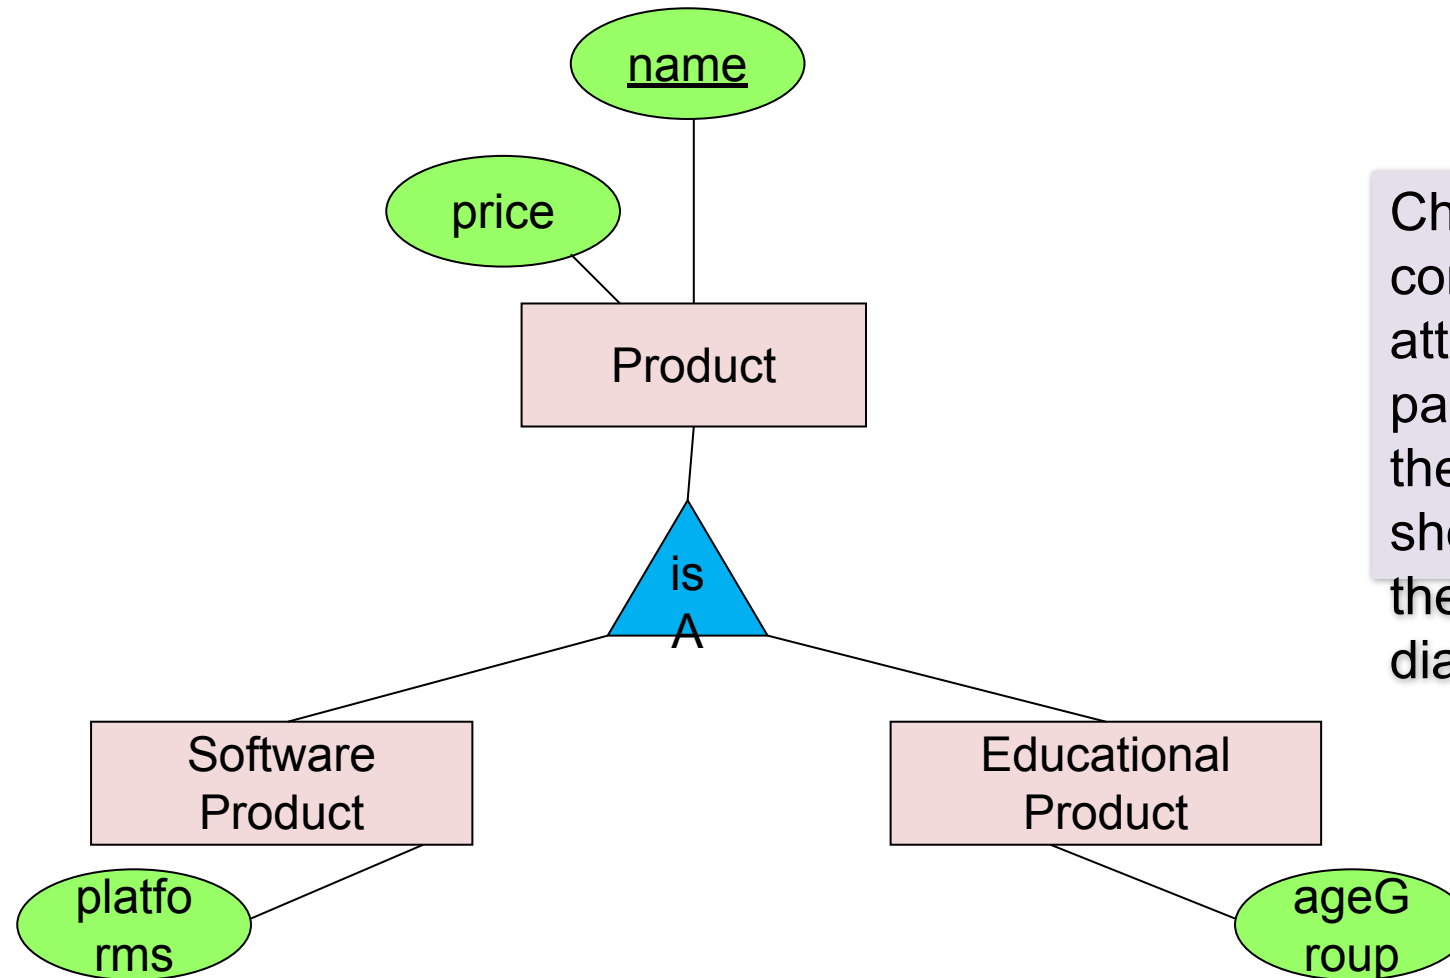 name
price
Product
is
A
Software
Product
Educational
Product
platfo
rms
ageG
roup